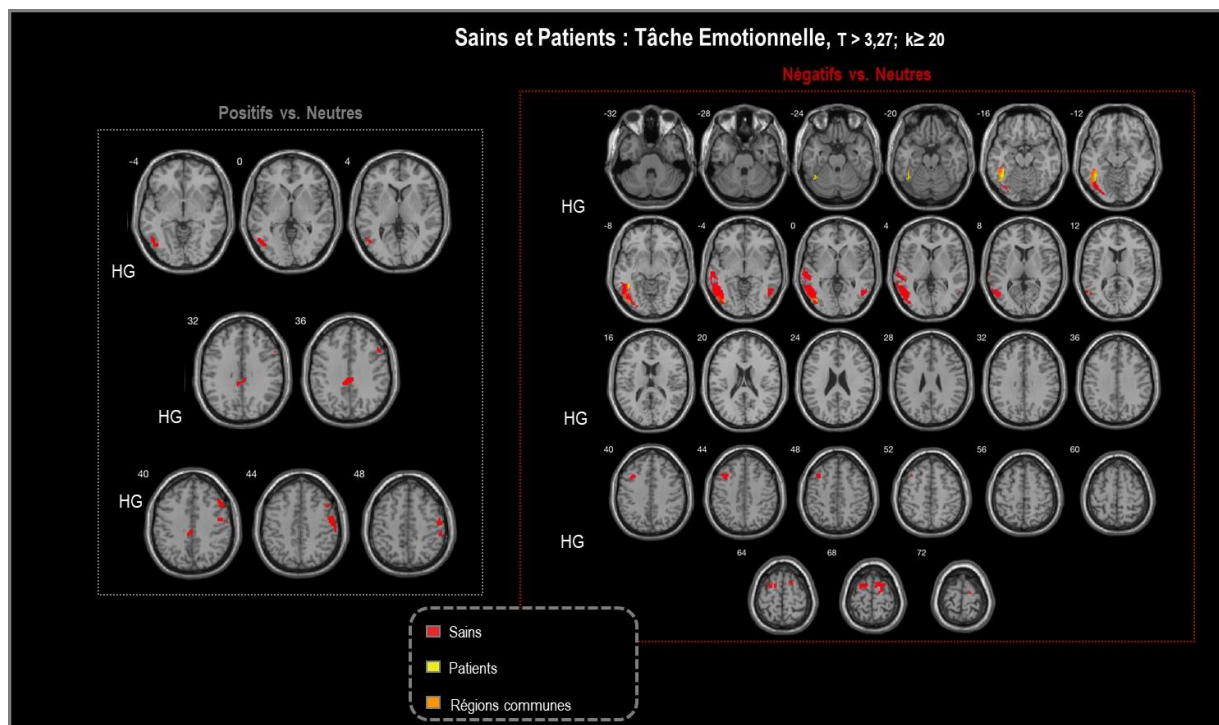 Sains et Patients : Tâche Emotionnelle, T > 3,27; k≥ 20
Positifs vs. Neutres
-4 0 4
HG
32 36
HG
40 44 48
HG
Négatifs vs. Neutres
-32 -28 -24 -20 -16 -12
HG
-8 -4 0 4 8 12
16 20 24 28 32 36
HG
40 44 48 52 56 60
HG
64 68 72
Sains
Patients
Régions communes